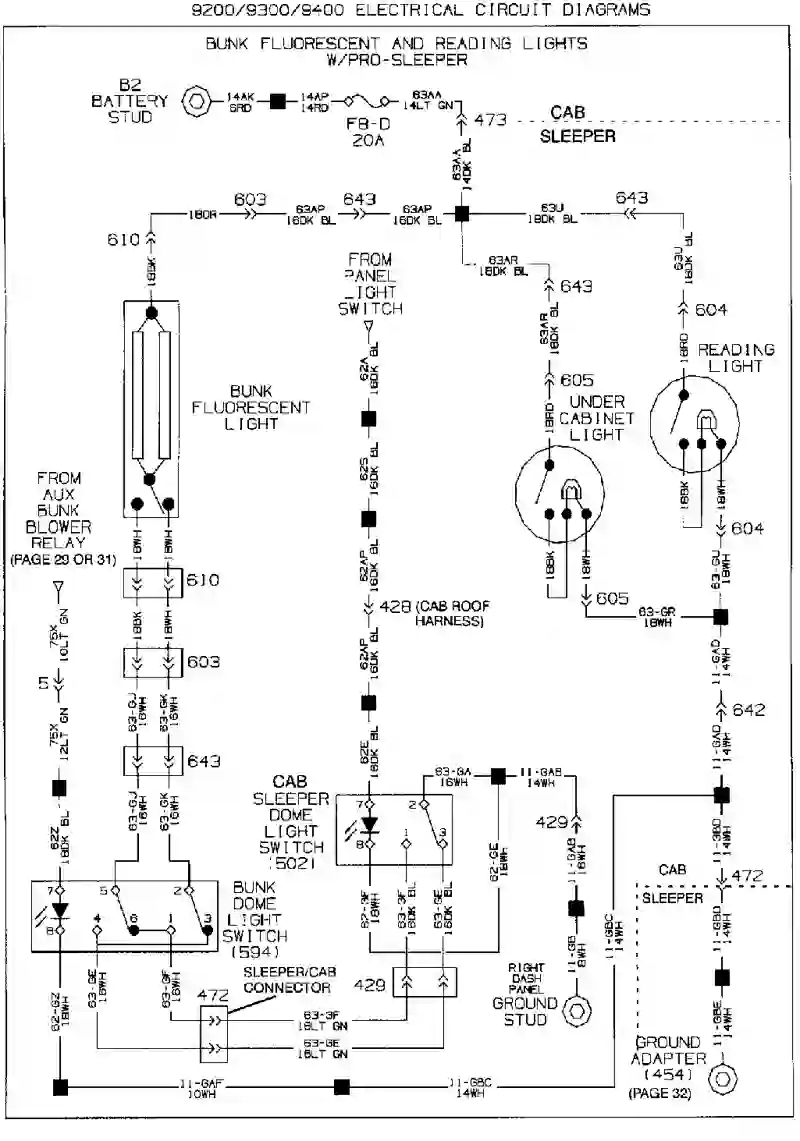 9200/9300/9400 ELECTRICAL CIRCUIT DIAGRAMS
BUNK FLUORESCENT AND READING LIGHTS
W/PRO-SLEEPER
B2
BATTERY
STUD
14AK
6RD
14AP
14RD
F8-D
20A
63AA
14LT GN
473
CAB
SLEEPER
63AA
14DK BL
610
18OR
603
63AP
16DK BL
643
63AP
16DK BL
63U
18DK BL
643
18BK
FROM
PANEL
LIGHT
SWITCH
63AR
18DK BL
643
63U
18DK BL
604
62A
16DK BL
63AR
18DK BL
18RD
READING
LIGHT
BUNK
FLUORESCENT
LIGHT
605
UNDER
CABINET
LIGHT
18RD
62S
16DK BL
FROM
AUX
BUNK
BLOWER
RELAY
(PAGE 29 OR 31)
18WH
18WH
62AP
16DK BL
18BK
18WH
18BK
18WH
604
610
428 (CAB ROOF
HARNESS)
605
63-GR
18WH
63-GU
18WH
75X
10LT GN
18BK
18WH
603
62AP
16DK BL
11-GAD
14WH
642
63-GJ
16WH
63-GK
16WH
75X
12LT GN
643
62E
16DK BL
63-GA
16WH
11-GAB
14WH
11-GAD
14WH
63-GJ
16WH
63-GK
16WH
CAB
SLEEPER
DOME
LIGHT
SWITCH
(502)
7
2
8
1
3
429
11-GAB
16WH
62Z
18DK BL
62-GE
18WH
11-GBD
14WH
472
CAB
SLEEPER
7
5
2
8
4
6
1
3
BUNK
DOME
LIGHT
SWITCH
(594)
62-GF
18WH
63-GF
16DK BL
63-GE
16DK BL
11-GB
8WH
11-GBC
14WH
11-GBD
14WH
62-GZ
18WH
63-GE
16WH
63-GF
16WH
SLEEPER/CAB
CONNECTOR
472
429
RIGHT
DASH
PANEL
GROUND
STUD
63-GF
16LT GN
63-GE
16LT GN
11-GBE
14WH
GROUND
ADAPTER
(454)
(PAGE 32)
11-GAF
10WH
11-GBC
14WH